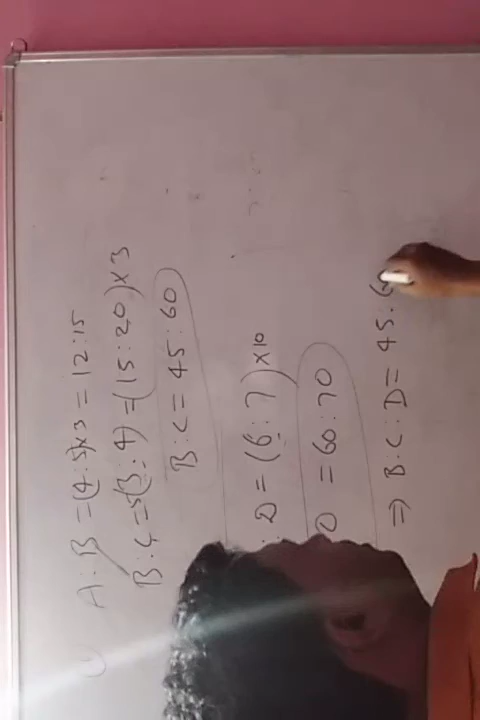 A:B = (4:5)×3 = 12:15
B:C = 5(3:4) = (15:20)×3
B:C = 45:60
:D = (6:7)×10
D = 60:70
⇒ B:C:D = 45:6